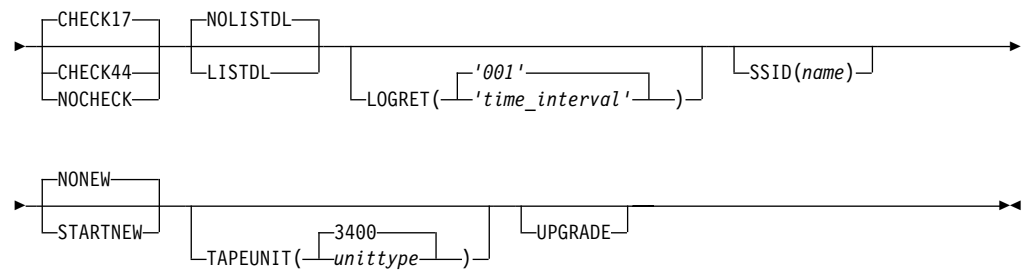 CHECK17 NOLISTDL
CHECK44 LISTDL LOGRET( '001' ) SSID(name)
NOCHECK 'time_interval'
NONEW
STARTNEW TAPEUNIT( 3400 ) UPGRADE
unittype